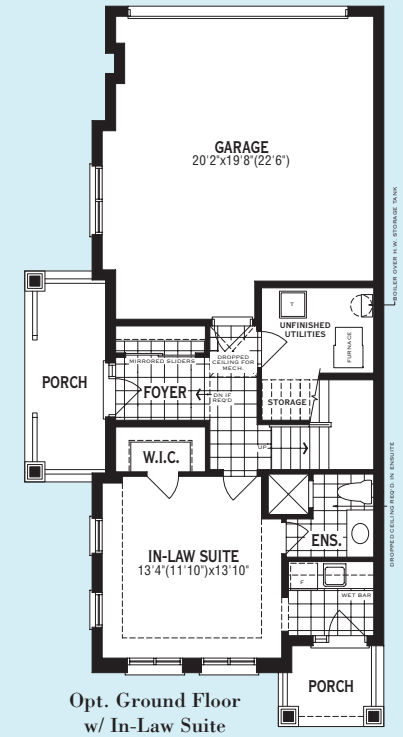 GARAGE
20'2"x19'8"(22'6")
BOILER OVER H.W. STORAGE TANK
T
UNFINISHED
UTILITIES
FURNACE
MIRRORED SLIDERS
DROPPED
CEILING FOR
MECH.
PORCH
FOYER
DN IF
REQ'D
STORAGE
W.I.C.
UP
DROPPED CEILING REQ'D. IN ENSUITE
IN-LAW SUITE
13'4"(11'10")x13'10"
ENS.
F
WET BAR
PORCH
Opt. Ground Floor
w/ In-Law Suite